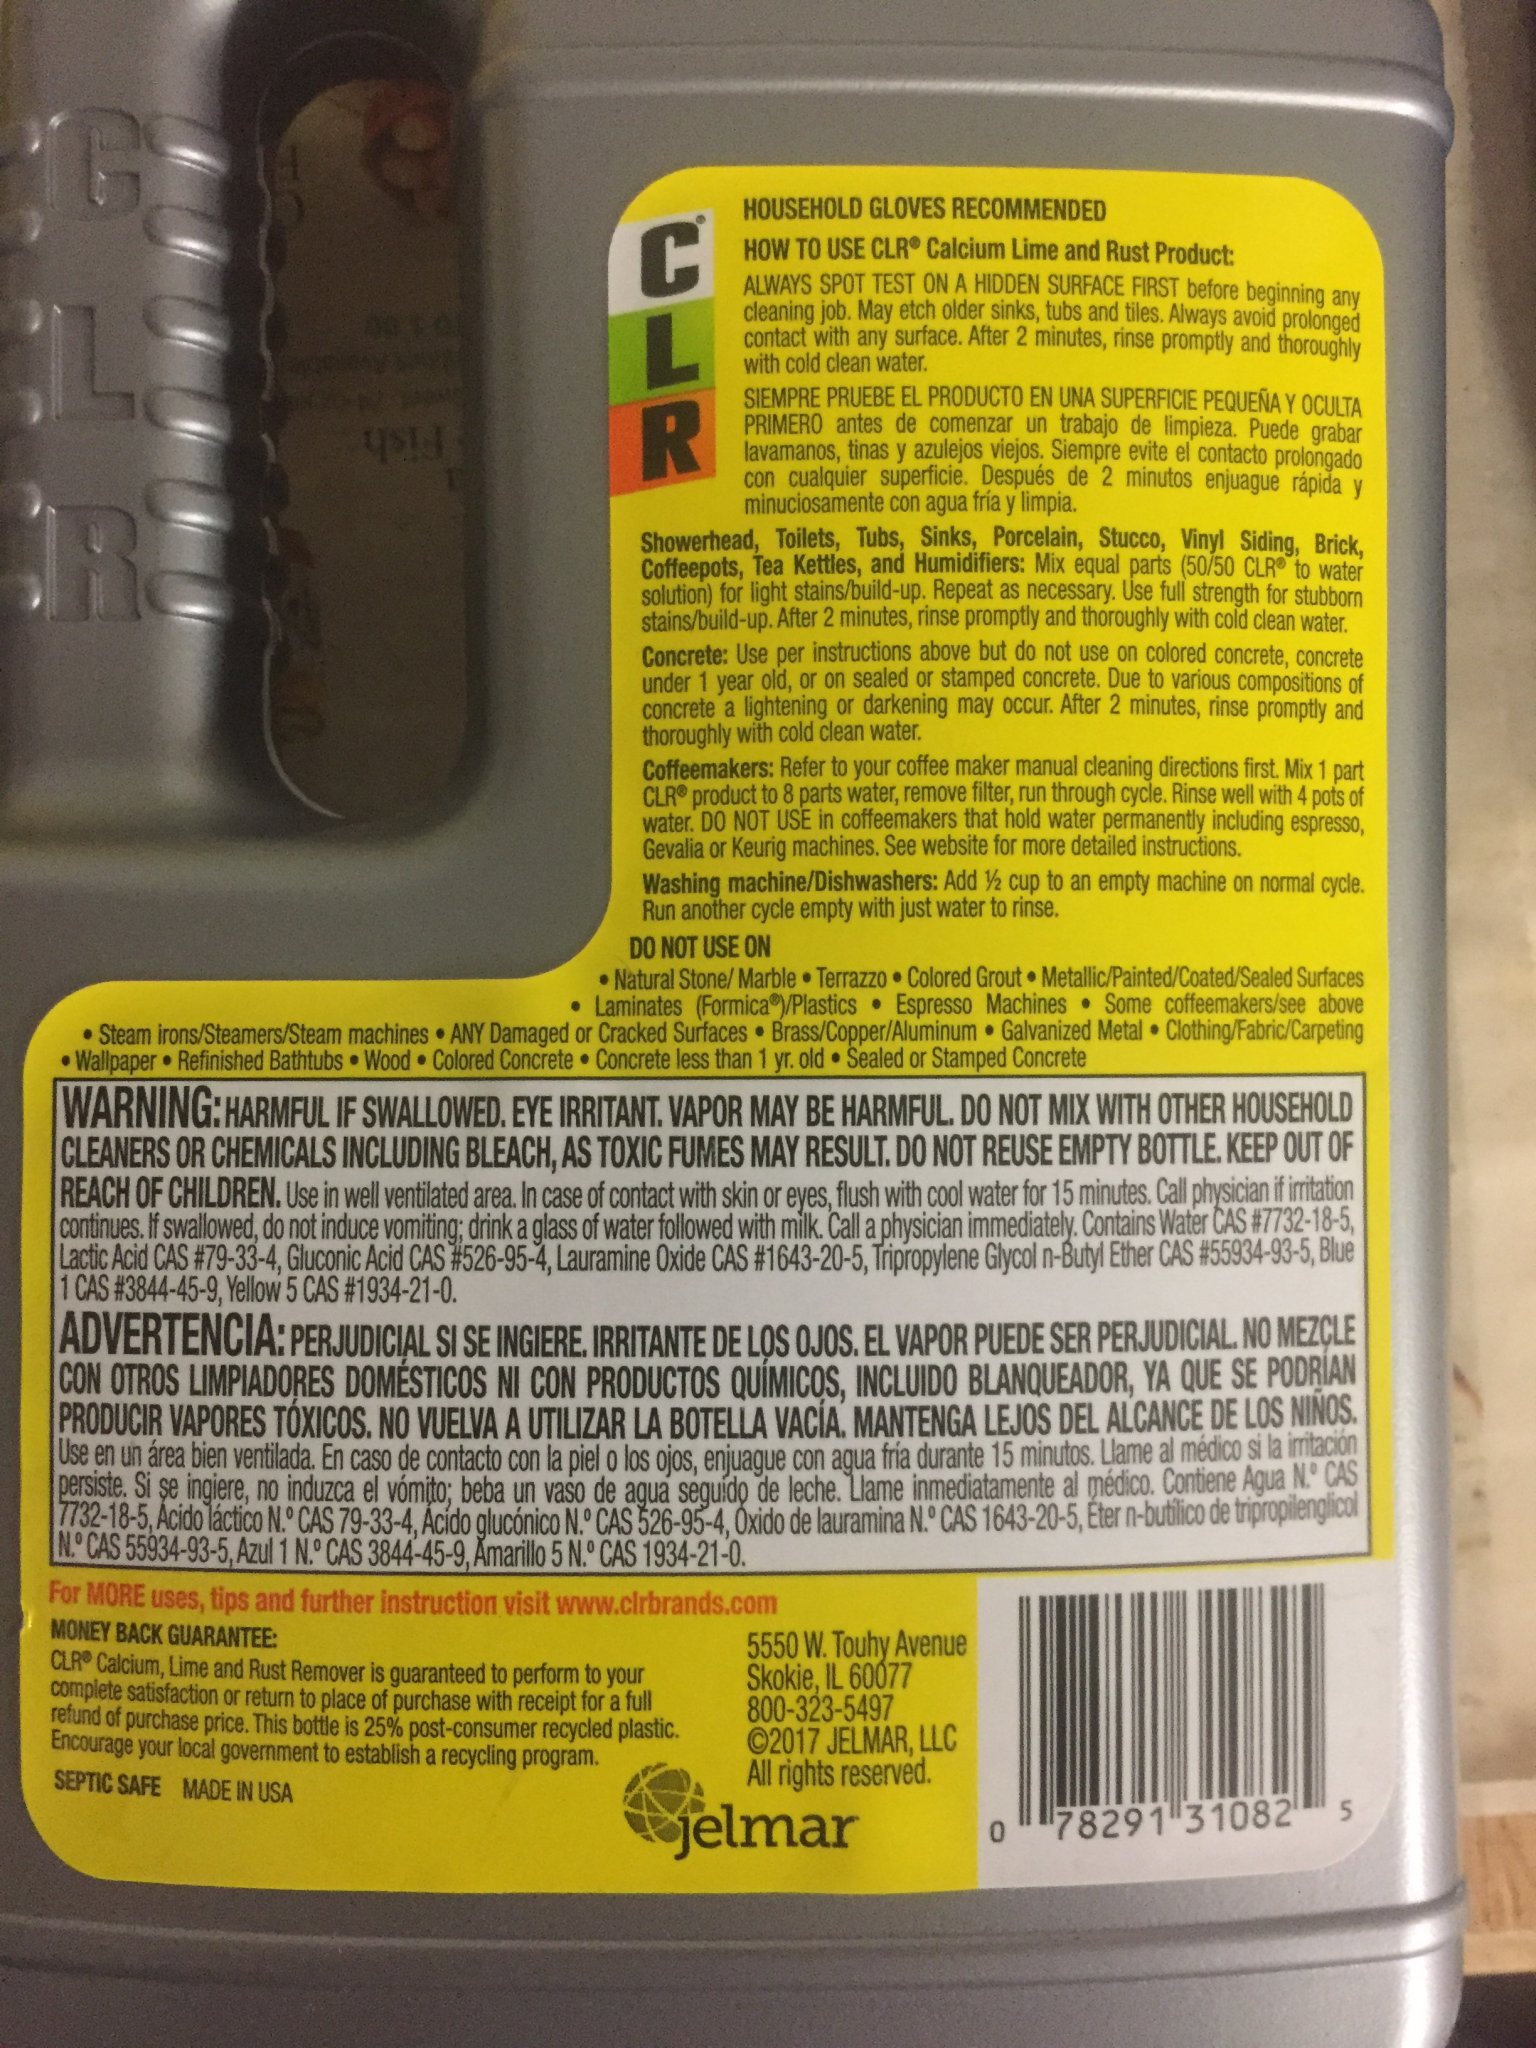 C
L
R
C®
L
R
HOUSEHOLD GLOVES RECOMMENDED
HOW TO USE CLR® Calcium Lime and Rust Product:
ALWAYS SPOT TEST ON A HIDDEN SURFACE FIRST before beginning any
cleaning job. May etch older sinks, tubs and tiles. Always avoid prolonged
contact with any surface. After 2 minutes, rinse promptly and thoroughly
with cold clean water.
SIEMPRE PRUEBE EL PRODUCTO EN UNA SUPERFICIE PEQUEÑA Y OCULTA
PRIMERO antes de comenzar un trabajo de limpieza. Puede grabar
lavamanos, tinas y azulejos viejos. Siempre evite el contacto prolongado
con cualquier superficie. Después de 2 minutos enjuague rápida y
minuciosamente con agua fría y limpia.
Showerhead, Toilets, Tubs, Sinks, Porcelain, Stucco, Vinyl Siding, Brick,
Coffeepots, Tea Kettles, and Humidifiers: Mix equal parts (50/50 CLR® to water
solution) for light stains/build-up. Repeat as necessary. Use full strength for stubborn
stains/build-up. After 2 minutes, rinse promptly and thoroughly with cold clean water.
Concrete: Use per instructions above but do not use on colored concrete, concrete
under 1 year old, or on sealed or stamped concrete. Due to various compositions of
concrete a lightening or darkening may occur. After 2 minutes, rinse promptly and
thoroughly with cold clean water.
Coffeemakers: Refer to your coffee maker manual cleaning directions first. Mix 1 part
CLR® product to 8 parts water, remove filter, run through cycle. Rinse well with 4 pots of
water. DO NOT USE in coffeemakers that hold water permanently including espresso,
Gevalia or Keurig machines. See website for more detailed instructions.
Washing machine/Dishwashers: Add ½ cup to an empty machine on normal cycle.
Run another cycle empty with just water to rinse.
DO NOT USE ON
• Natural Stone/ Marble • Terrazzo • Colored Grout • Metallic/Painted/Coated/Sealed Surfaces
• Laminates (Formica®)/Plastics • Espresso Machines • Some coffeemakers/see above
• Steam irons/Steamers/Steam machines • ANY Damaged or Cracked Surfaces • Brass/Copper/Aluminum • Galvanized Metal • Clothing/Fabric/Carpeting
• Wallpaper • Refinished Bathtubs • Wood • Colored Concrete • Concrete less than 1 yr. old • Sealed or Stamped Concrete
WARNING: HARMFUL IF SWALLOWED. EYE IRRITANT. VAPOR MAY BE HARMFUL. DO NOT MIX WITH OTHER HOUSEHOLD
CLEANERS OR CHEMICALS INCLUDING BLEACH, AS TOXIC FUMES MAY RESULT. DO NOT REUSE EMPTY BOTTLE. KEEP OUT OF
REACH OF CHILDREN. Use in well ventilated area. In case of contact with skin or eyes, flush with cool water for 15 minutes. Call physician if irritation
continues. If swallowed, do not induce vomiting; drink a glass of water followed with milk. Call a physician immediately. Contains Water CAS #7732-18-5,
Lactic Acid CAS #79-33-4, Gluconic Acid CAS #526-95-4, Lauramine Oxide CAS #1643-20-5, Tripropylene Glycol n-Butyl Ether CAS #55934-93-5, Blue
1 CAS #3844-45-9, Yellow 5 CAS #1934-21-0.
ADVERTENCIA: PERJUDICIAL SI SE INGIERE. IRRITANTE DE LOS OJOS. EL VAPOR PUEDE SER PERJUDICIAL. NO MEZCLE
CON OTROS LIMPIADORES DOMÉSTICOS NI CON PRODUCTOS QUÍMICOS, INCLUIDO BLANQUEADOR, YA QUE SE PODRÍAN
PRODUCIR VAPORES TÓXICOS. NO VUELVA A UTILIZAR LA BOTELLA VACÍA. MANTENGA LEJOS DEL ALCANCE DE LOS NIÑOS.
Use en un área bien ventilada. En caso de contacto con la piel o los ojos, enjuague con agua fría durante 15 minutos. Llame al médico si la irritación
persiste. Si se ingiere, no induzca el vómito; beba un vaso de agua seguido de leche. Llame inmediatamente al médico. Contiene Agua N.º CAS
7732-18-5, Ácido láctico N.º CAS 79-33-4, Ácido glucónico N.º CAS 526-95-4, Óxido de lauramina N.º CAS 1643-20-5, Éter n-butílico de tripropilenglicol
N.º CAS 55934-93-5, Azul 1 N.º CAS 3844-45-9, Amarillo 5 N.º CAS 1934-21-0.
For MORE uses, tips and further instruction visit www.clrbrands.com
MONEY BACK GUARANTEE:
CLR® Calcium, Lime and Rust Remover is guaranteed to perform to your
complete satisfaction or return to place of purchase with receipt for a full
refund of purchase price. This bottle is 25% post-consumer recycled plastic.
Encourage your local government to establish a recycling program.
SEPTIC SAFE MADE IN USA
5550 W. Touhy Avenue
Skokie, IL 60077
800-323-5497
©2017 JELMAR, LLC
All rights reserved.
jelmar
0 78291 31082 5
Fish